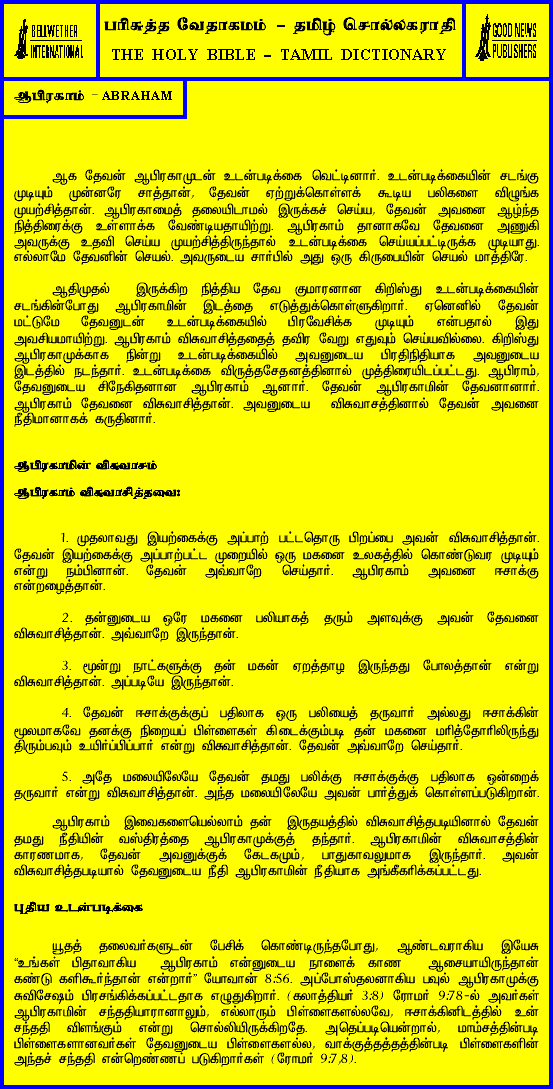 BELLWETHER
INTERNATIONAL
பரிசுத்த வேதாகமம் - தமிழ் சொல்லகராதி
THE HOLY BIBLE - TAMIL DICTIONARY
GOOD NEWS
PUBLISHERS
ஆபிரகாம் - ABRAHAM
ஆக தேவன் ஆபிரகாமுடன் உடன்படிக்கை வெட்டினார். உடன்படிக்கையின் சடங்கு
முடியும் முன்னரே சாத்தான், தேவன் ஏற்றுக்கொள்ளக் கூடிய பலிகளை விழுங்க
முயற்சித்தான். ஆபிரகாமைத் தலையிடாமல் இருக்கச் செய்ய, தேவன் அவனை ஆழ்ந்த
நித்திரைக்கு உள்ளாக்க வேண்டியதாயிற்று. ஆபிரகாம் தானாகவே தேவனை அணுகி
அவருக்கு உதவி செய்ய முயற்சித்திருந்தால் உடன்படிக்கை செய்யப்பட்டிருக்க முடியாது.
எல்லாமே தேவனின் செயல். அவருடைய சார்பில் அது ஒரு கிருபையின் செயல் மாத்திரே.
ஆதிமுதல் இருக்கிற நித்திய தேவ குமாரனான கிறிஸ்து உடன்படிக்கையின்
சடங்கின்போது ஆபிரகாமின் இடத்தை எடுத்துக்கொள்ளுகிறார். ஏனெனில் தேவன்
மட்டுமே தேவனுடன் உடன்படிக்கையில் பிரவேசிக்க முடியும் என்பதால் இது
அவசியமாயிற்று. ஆபிரகாம் விசுவாசித்ததைத் தவிர வேறு எதுவும் செய்யவில்லை. கிறிஸ்து
ஆபிரகாமுக்காக நின்று உடன்படிக்கையில் அவனுடைய பிரதிநிதியாக அவனுடைய
இடத்தில் நடந்தார். உடன்படிக்கை விருத்தசேதனத்தினால் முத்திரையிடப்பட்டது. ஆபிராம்,
தேவனுடைய சிநேகிதனான ஆபிரகாம் ஆனார். தேவன் ஆபிரகாமின் தேவனானார்.
ஆபிரகாம் தேவனை விசுவாசித்தான். அவனுடைய விசுவாசத்தினால் தேவன் அவனை
நீதிமானாகக் கருதினார்.
ஆபிரகாமின் விசுவாசம்
ஆபிரகாம் விசுவாசித்தவை:
1. முதலாவது இயற்கைக்கு அப்பாற் பட்டதொரு பிறப்பை அவன் விசுவாசித்தான்.
தேவன் இயற்கைக்கு அப்பாற்பட்ட முறையில் ஒரு மகனை உலகத்தில் கொண்டுவர முடியும்
என்று நம்பினான். தேவன் அவ்வாறே செய்தார். ஆபிரகாம் அவனை ஈசாக்கு
என்றழைத்தான்.
2. தன்னுடைய ஒரே மகனை பலியாகத் தரும் அளவுக்கு அவன் தேவனை
விசுவாசித்தான். அவ்வாறே இருந்தான்.
3. மூன்று நாட்களுக்கு தன் மகன் ஏறத்தாழ இருந்தது போலத்தான் என்று
விசுவாசித்தான். அப்படியே இருந்தான்.
4. தேவன் ஈசாக்குக்குப் பதிலாக ஒரு பலியைத் தருவார் அல்லது ஈசாக்கின்
மூலமாகவே தனக்கு நிறையப் பிள்ளைகள் கிடைக்கும்படி தன் மகனை மரித்தோரிலிருந்து
திரும்பவும் உயிர்ப்பிப்பார் என்று விசுவாசித்தான். தேவன் அவ்வாறே செய்தார்.
5. அதே மலையிலேயே தேவன் தமது பலிக்கு ஈசாக்குக்கு பதிலாக ஒன்றைக்
தருவார் என்று விசுவாசித்தான். அந்த மலையிலேயே அவன் பார்த்துக் கொள்ளப்படுகிறான்.
ஆபிரகாம் இவைகளையெல்லாம் தன் இருதயத்தில் விசுவாசித்தபடியினால் தேவன்
தமது நீதியின் வஸ்திரத்தை ஆபிரகாமுக்குத் தந்தார். ஆபிரகாமின் விசுவாசத்தின்
காரணமாக, தேவன் அவனுக்குக் கேடகமும், பாதுகாவலுமாக இருந்தார். அவன்
விசுவாசித்தபடியால் தேவனுடைய நீதி ஆபிரகாமின் நீதியாக அங்கீகரிக்கப்பட்டது.
புதிய உடன்படிக்கை
யூதத் தலைவர்களுடன் பேசிக் கொண்டிருந்தபோது, ஆண்டவராகிய இயேசு
"உங்கள் பிதாவாகிய ஆபிரகாம் என்னுடைய நாளைக் காண ஆசையாயிருந்தான்
கண்டு களிகூர்ந்தான் என்றார்" யோவான் 8:56. அப்போஸ்தலனாகிய பவுல் ஆபிரகாமுக்கு
சுவிசேஷம் பிரசங்கிக்கப்பட்டதாக எழுதுகிறார். (கலாத்தியர் 3:8) ரோமர் 9:78-ல் அவர்கள்
ஆபிரகாமின் சந்ததியாரானாலும், எல்லாரும் பிள்ளைகளல்லவே, ஈசாக்கினிடத்தில் உன்
சந்ததி விளங்கும் என்று சொல்லியிருக்கிறதே. அதெப்படியென்றால், மாம்சத்தின்படி
பிள்ளைகளானவர்கள் தேவனுடைய பிள்ளைகளல்ல, வாக்குத்தத்தத்தின்படி பிள்ளைகளின்
அந்தச் சந்ததி என்றெண்ணப் படுகிறார்கள் (ரோமர் 9:7,8).